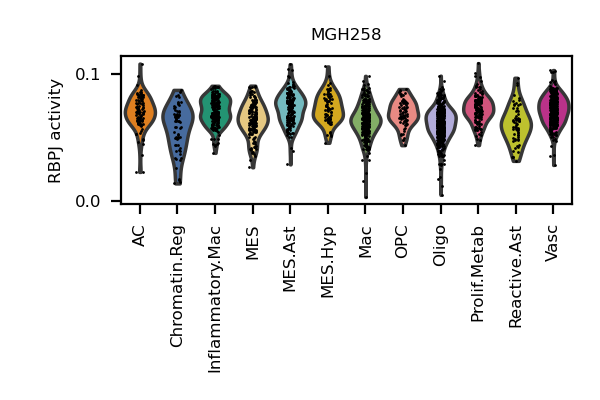 MGH258
RBPJ activity
0.1
0.0
AC
Chromatin.Reg
Inflammatory.Mac
MES
MES.Ast
MES.Hyp
Mac
OPC
Oligo
Prolif.Metab
Reactive.Ast
Vasc